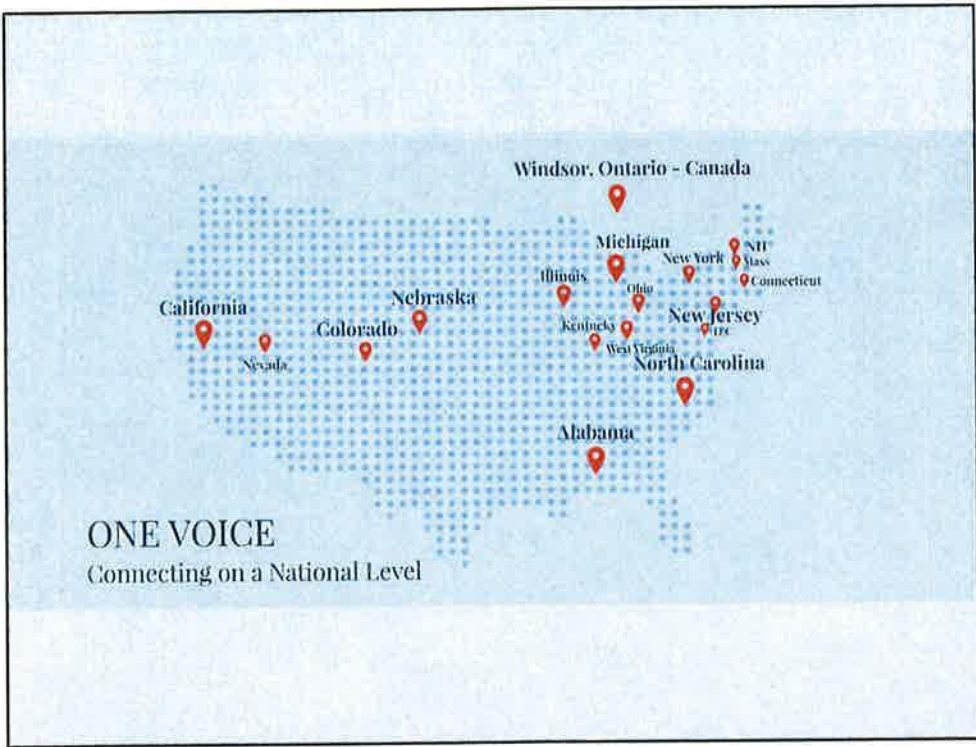 Windsor, Ontario - Canada
Michigan
New York
NH
Mass
Connecticut
Illinois
Ohio
Nebraska
California
New Jersey
Colorado
Kentucky
Nevada
West Virginia
North Carolina
Alabama
ONE VOICE
Connecting on a National Level